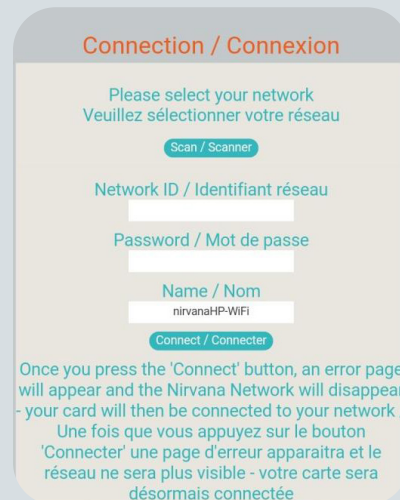 Connection / Connexion
Please select your network
Veuillez sélectionner votre réseau
Scan / Scanner
Network ID / Identifiant réseau
Password / Mot de passe
Name / Nom
nirvanaHP-WiFi
Connect / Connecter
Once you press the 'Connect' button, an error page
will appear and the Nirvana Network will disappear
- your card will then be connected to your network
Une fois que vous appuyez sur le bouton
'Connecter' une page d'erreur apparaitra et le
réseau ne sera plus visible - votre carte sera
désormais connectée